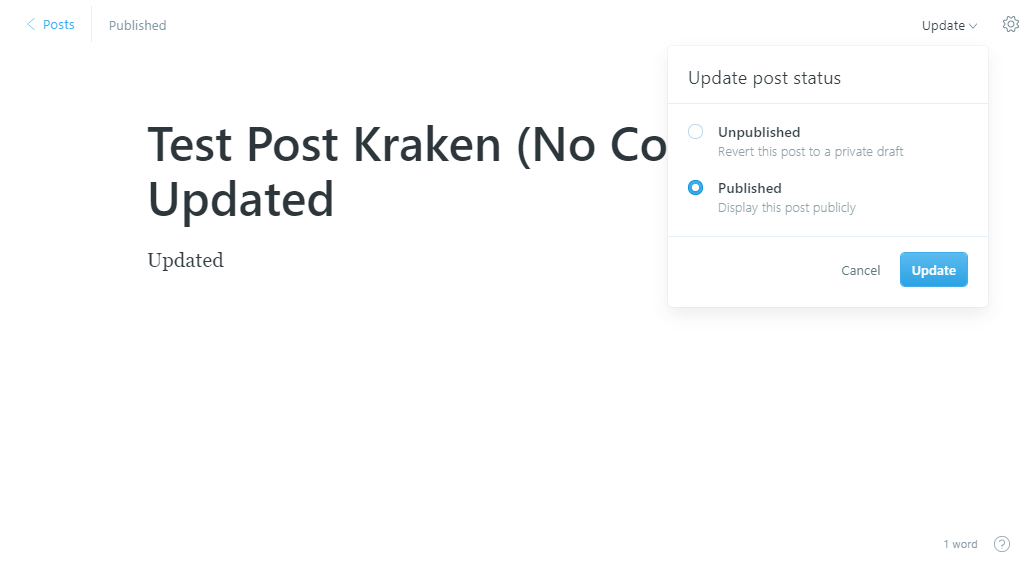 Posts
Published
Update
Update post status
Unpublished
Revert this post to a private draft
Published
Display this post publicly
Cancel
Update
Test Post Kraken (No Co
Updated
Updated
1 word
?